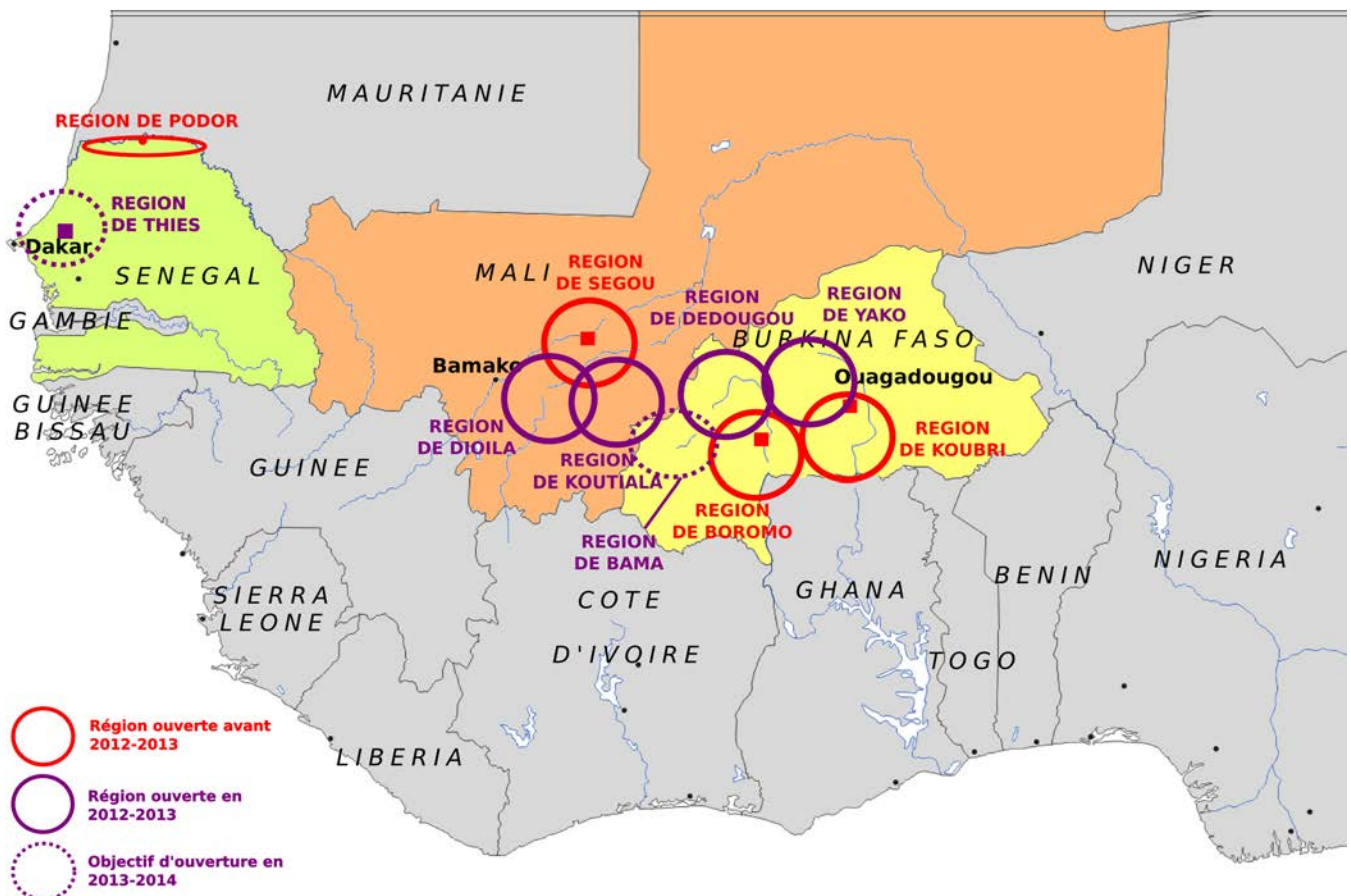 MAURITANIE
REGION DE PODOR
REGION
DE THIES
Dakar
SENEGAL
GAMBIE
GUINEE
BISSAU
MALI
REGION
DE SEGOU
NIGER
REGION
DE DEDOUGOU
REGION
DE YAKO
BURKINA FASO
Bamako
Ouagadougou
REGION
DE DIOILA
REGION
DE KOUTIALA
REGION
DE KOUBRI
GUINEE
REGION
DE BOROMO
REGION
DE BAMA
NIGERIA
BENIN
GHANA
SIERRA
LEONE
COTE
D'IVOIRE
TOGO
LIBERIA
Région ouverte avant
2012-2013
Région ouverte en
2012-2013
Objectif d'ouverture en
2013-2014